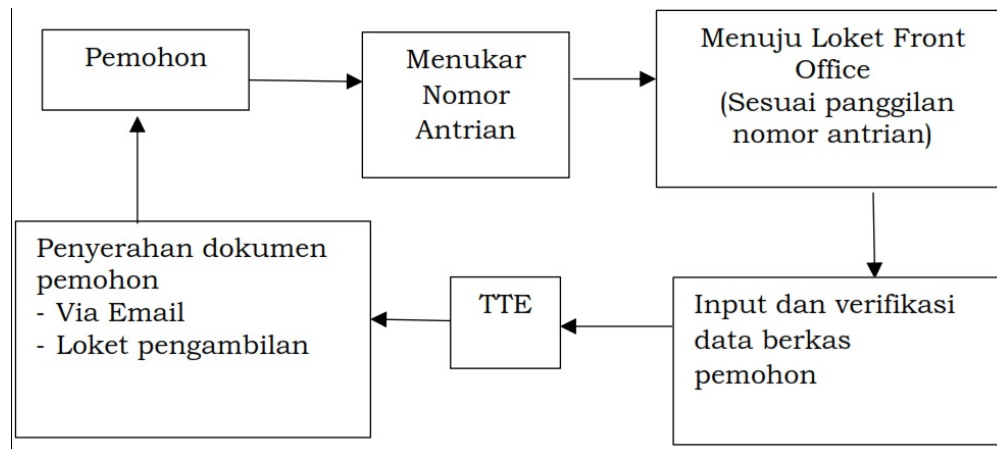 Pemohon
Menukar
Nomor
Antrian
Menuju Loket Front
Office
(Sesuai panggilan
nomor antrian)
Input dan verifikasi
data berkas
pemohon
TTE
Penyerahan dokumen
pemohon
- Via Email
- Loket pengambilan